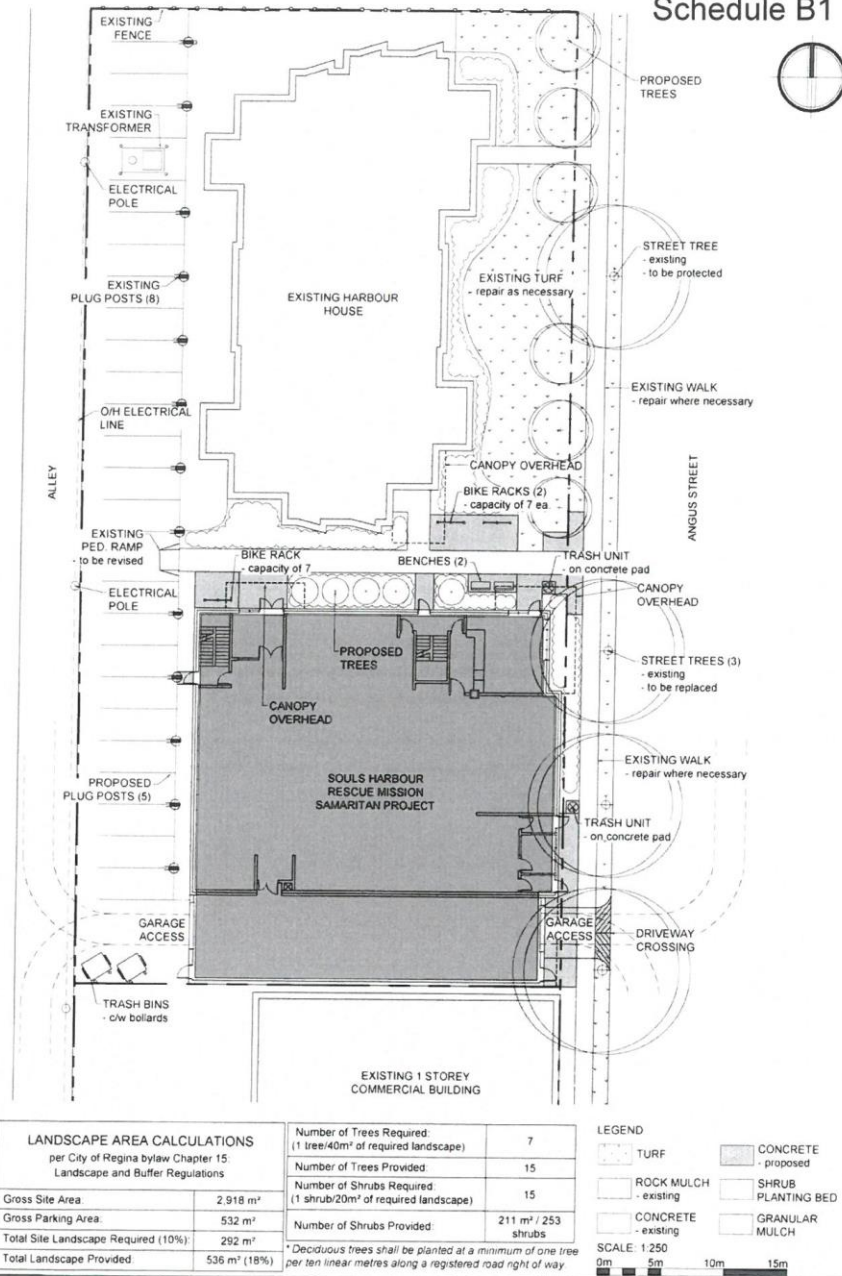 Schedule B1
EXISTING
FENCE
PROPOSED
TREES
EXISTING
TRANSFORMER
ELECTRICAL
POLE
STREET TREE
- existing
- to be protected
EXISTING
PLUG POSTS (8)
EXISTING HARBOUR
HOUSE
EXISTING TURF
- repair as necessary
EXISTING WALK
- repair where necessary
O/H ELECTRICAL
LINE
ALLEY
ANGUS STREET
CANOPY OVERHEAD
BIKE RACKS (2)
- capacity of 7 ea.
EXISTING
PED. RAMP
- to be revised
BIKE RACK
- capacity of 7
BENCHES (2)
TRASH UNIT
- on concrete pad
ELECTRICAL
POLE
CANOPY
OVERHEAD
PROPOSED
TREES
STREET TREES (3)
- existing
- to be replaced
CANOPY
OVERHEAD
SOULS HARBOUR
RESCUE MISSION
SAMARITAN PROJECT
EXISTING WALK
- repair where necessary
PROPOSED
PLUG POSTS (5)
TRASH UNIT
- on concrete pad
GARAGE
ACCESS
GARAGE
ACCESS
DRIVEWAY
CROSSING
TRASH BINS
- c/w bollards
EXISTING 1 STOREY
COMMERCIAL BUILDING
LANDSCAPE AREA CALCULATIONS
per City of Regina bylaw Chapter 15:
Landscape and Buffer Regulations
Gross Site Area: 2,918 m²
Gross Parking Area: 532 m²
Total Site Landscape Required (10%): 292 m²
Total Landscape Provided: 536 m² (18%)
Number of Trees Required: 7
(1 tree/40m² of required landscape)
Number of Trees Provided: 15
Number of Shrubs Required: 15
(1 shrub/20m² of required landscape)
Number of Shrubs Provided: 211 m² / 253
shrubs
* Deciduous trees shall be planted at a minimum of one tree
per ten linear metres along a registered road right of way
LEGEND
TURF
CONCRETE
- proposed
ROCK MULCH
- existing
SHRUB
PLANTING BED
CONCRETE
- existing
GRANULAR
MULCH
SCALE: 1:250
0m 5m 10m 15m